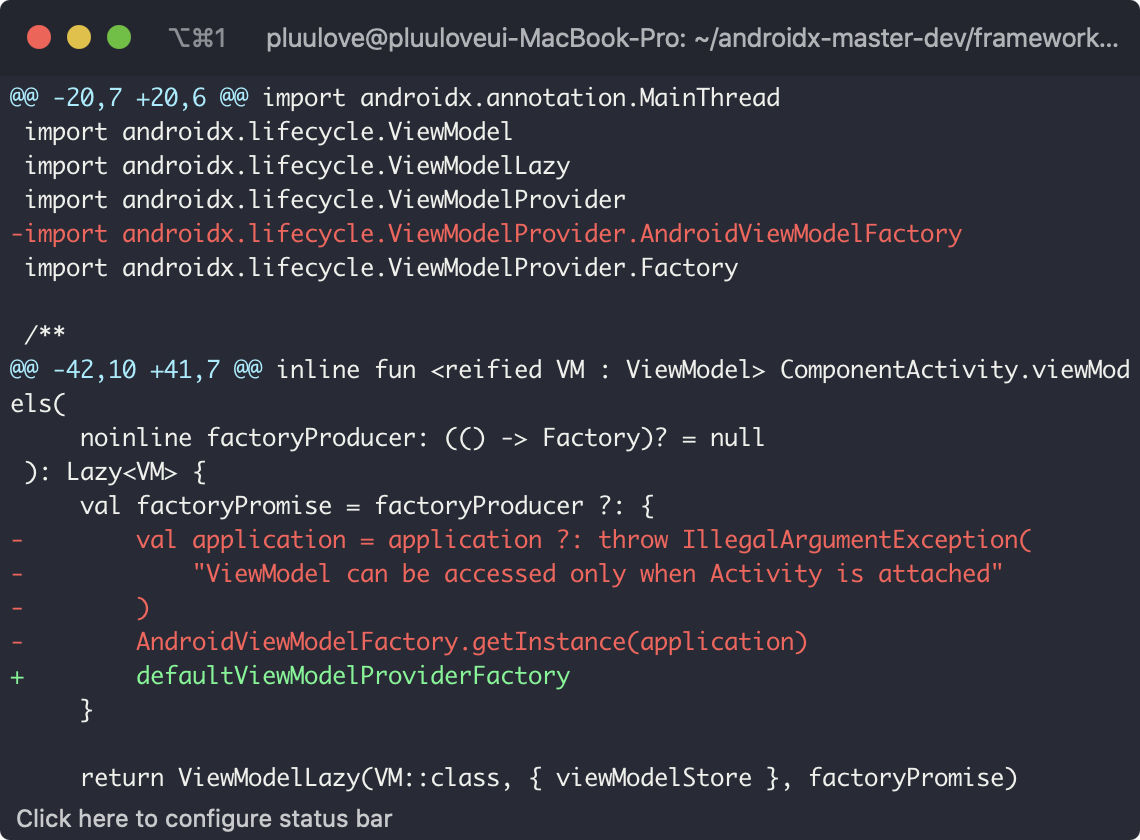 ⌥⌘1 pluulove@pluuloveui-MacBook-Pro: ~/androidx-master-dev/framework...
@@ -20,7 +20,6 @@ import androidx.annotation.MainThread
 import androidx.lifecycle.ViewModel
 import androidx.lifecycle.ViewModelLazy
 import androidx.lifecycle.ViewModelProvider
-import androidx.lifecycle.ViewModelProvider.AndroidViewModelFactory
 import androidx.lifecycle.ViewModelProvider.Factory

 /**
@@ -42,10 +41,7 @@ inline fun <reified VM : ViewModel> ComponentActivity.viewMod
els(
     noinline factoryProducer: (() -> Factory)? = null
 ): Lazy<VM> {
     val factoryPromise = factoryProducer ?: {
-        val application = application ?: throw IllegalArgumentException(
-            "ViewModel can be accessed only when Activity is attached"
-        )
-        AndroidViewModelFactory.getInstance(application)
+        defaultViewModelProviderFactory
     }

     return ViewModelLazy(VM::class, { viewModelStore }, factoryPromise)
Click here to configure status bar